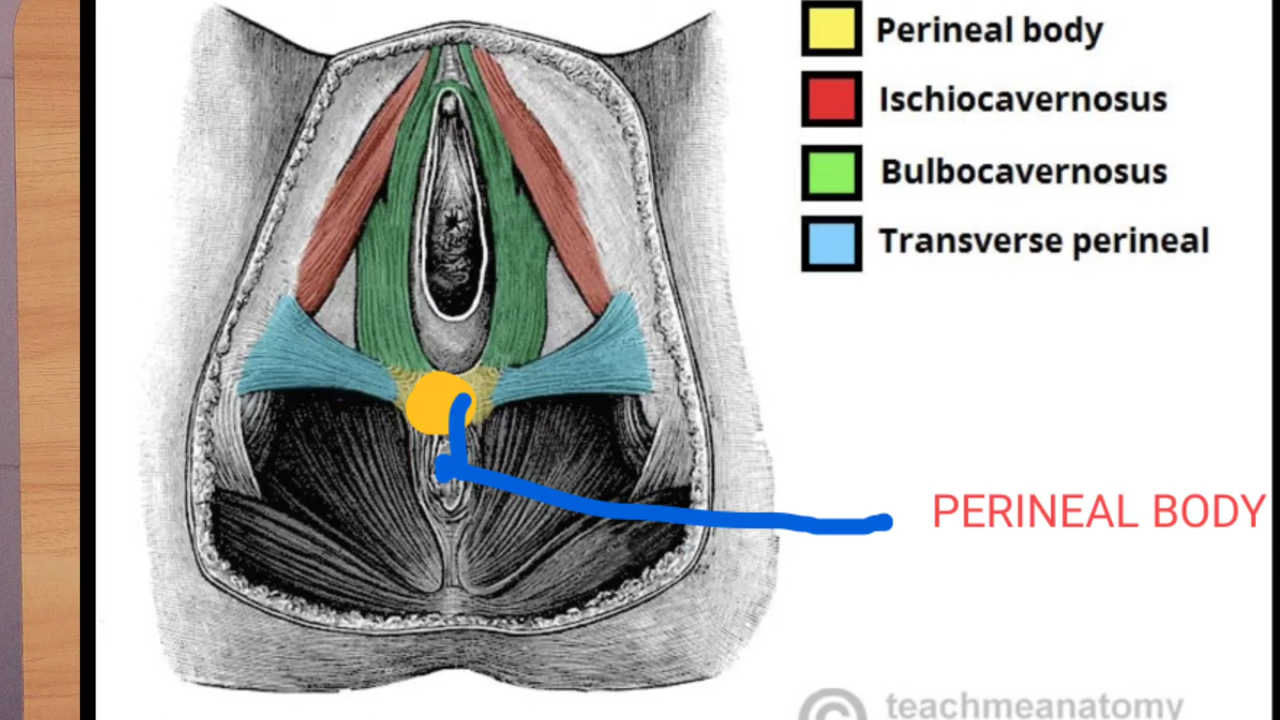 Perineal body
Ischiocavernosus
Bulbocavernosus
Transverse perineal
PERINEAL BODY
© teachmeanatomy